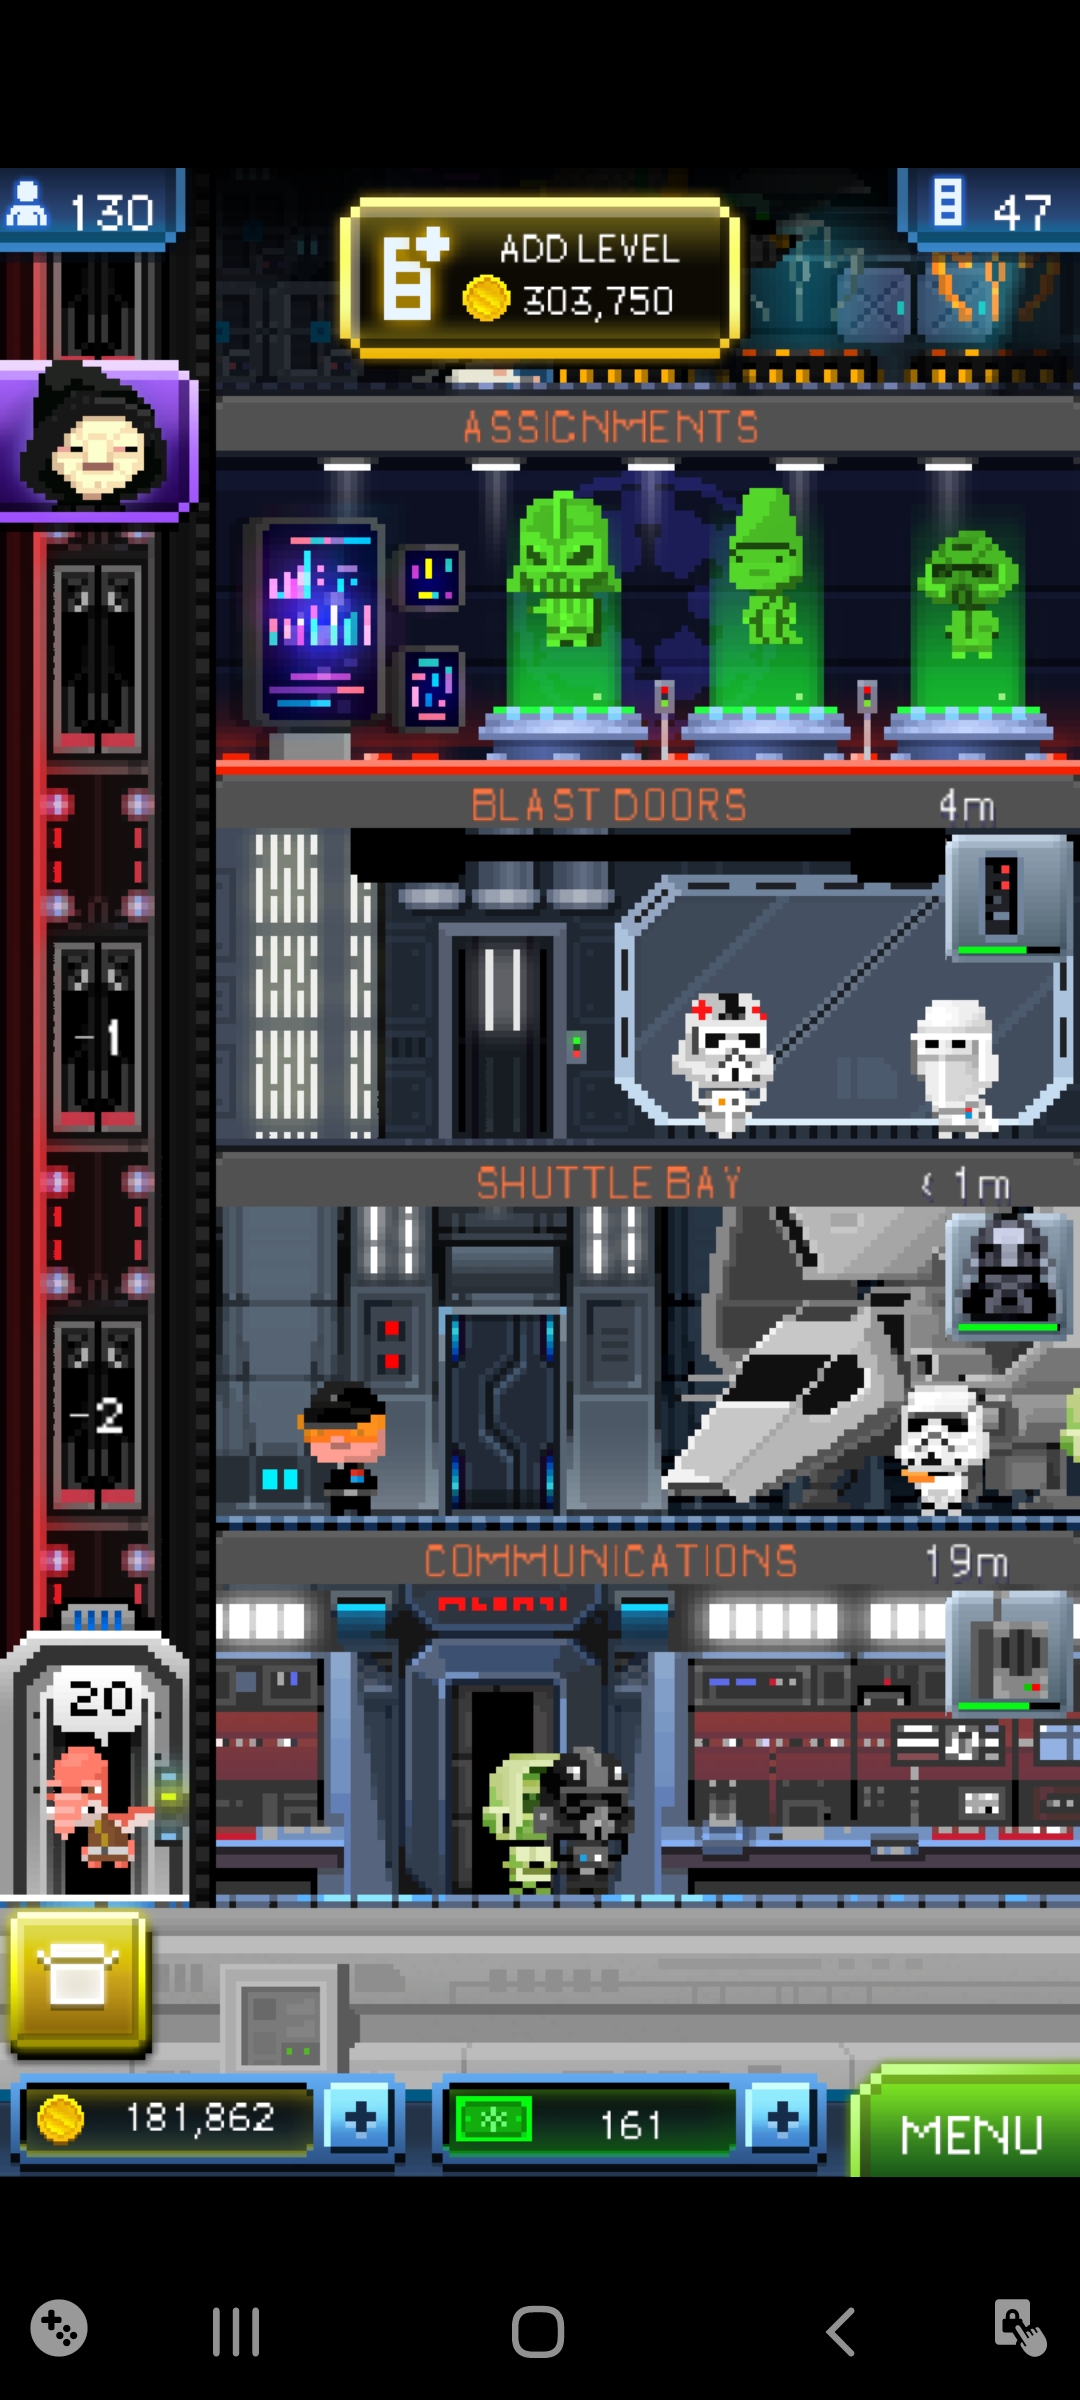 130
ADD LEVEL
303,750
47
ASSIGNMENTS
BLAST DOORS 4m
-1
SHUTTLE BAY < 1m
-2
COMMUNICATIONS 19m
20
181,862
161
MENU